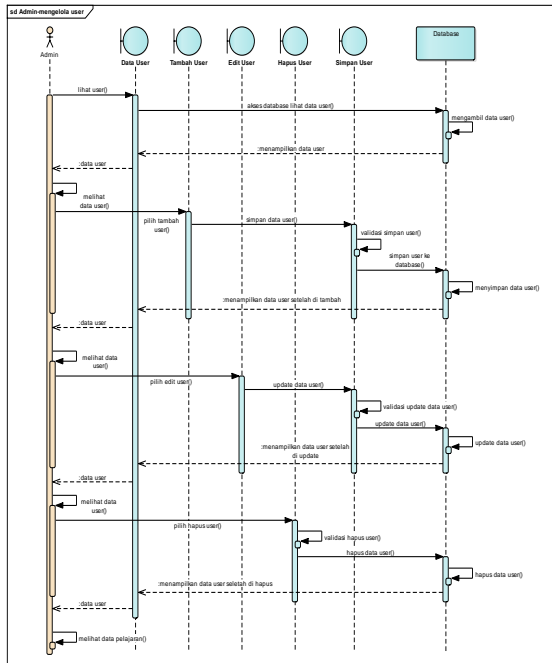 sd Admin-mengelola user
Admin
Data User
Tambah User
Edit User
Hapus User
Simpan User
Database
lihat user()
akses database lihat data user()
mengambil data user()
:menampilkan data user
:data user
melihat
data user()
pilih tambah
user()
simpan data user()
validasi simpan user()
simpan user ke
database()
menyimpan data user()
:menampilkan data user setelah di tambah
:data user
melihat data
user()
pilih edit user()
update data user()
validasi update data user()
update data user()
update data user()
:menampilkan data user setelah
di update
:data user
melihat data
user()
pilih hapus user()
validasi hapus user()
hapus data user()
hapus data user()
:menampilkan data user seletah di hapus
:data user
melihat data pelajaran()